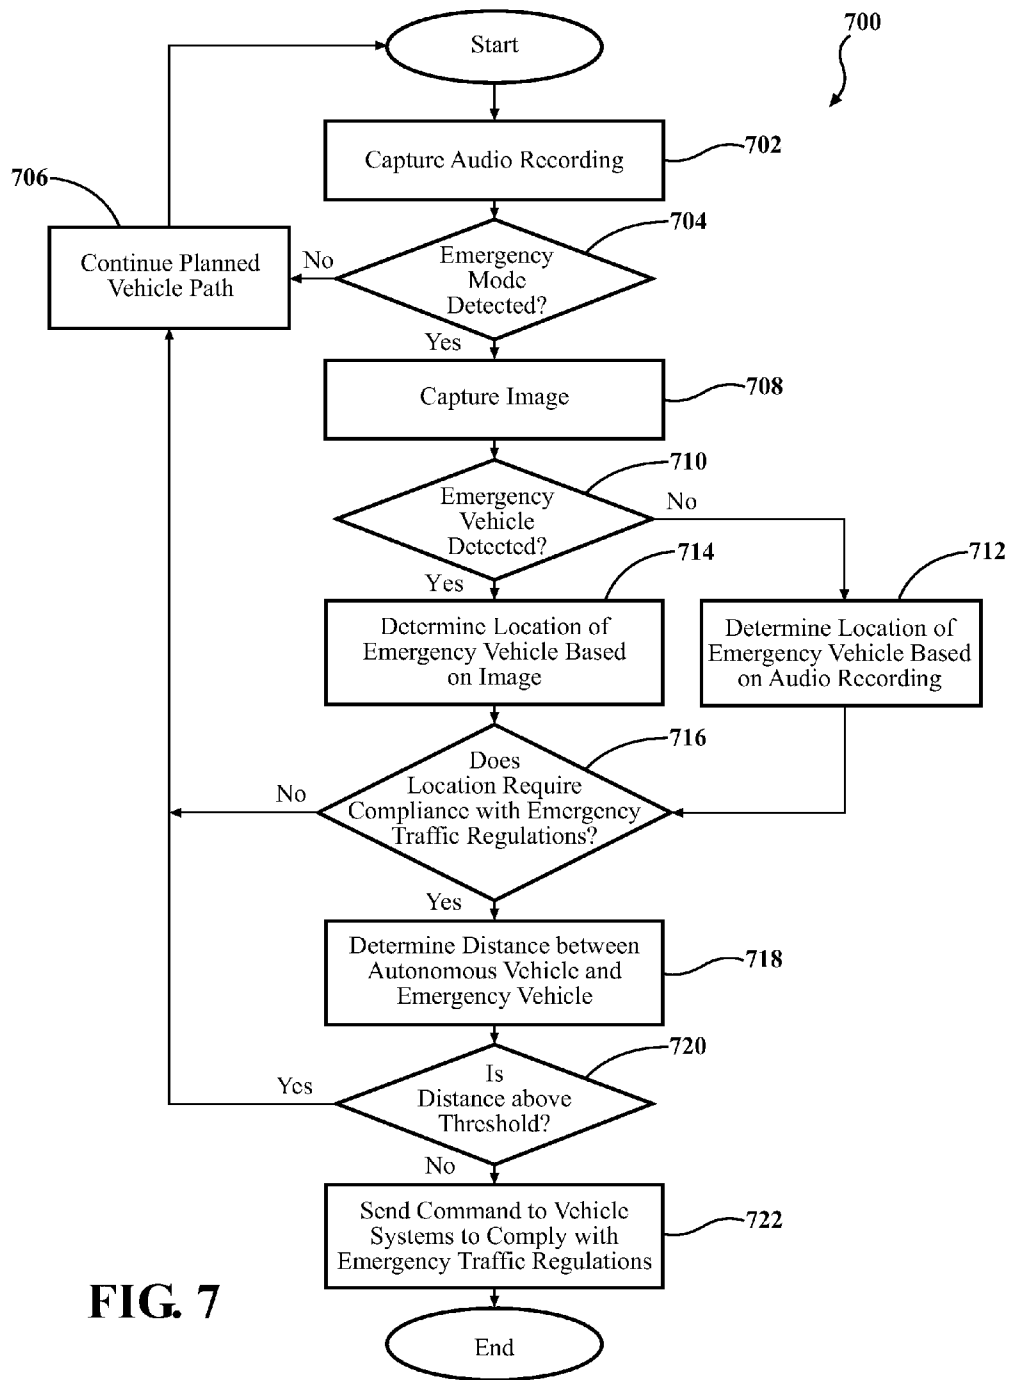 Start
700
Capture Audio Recording
702
706
704
Continue Planned
Vehicle Path
No
Emergency
Mode
Detected?
Yes
Capture Image
708
710
Emergency
Vehicle
Detected?
No
Yes
714
712
Determine Location of
Emergency Vehicle Based
on Image
Determine Location of
Emergency Vehicle Based
on Audio Recording
716
Does
Location Require
Compliance with Emergency
Traffic Regulations?
No
Yes
Determine Distance between
Autonomous Vehicle and
Emergency Vehicle
718
720
Is
Distance above
Threshold?
Yes
No
Send Command to Vehicle
Systems to Comply with
Emergency Traffic Regulations
722
FIG. 7
End